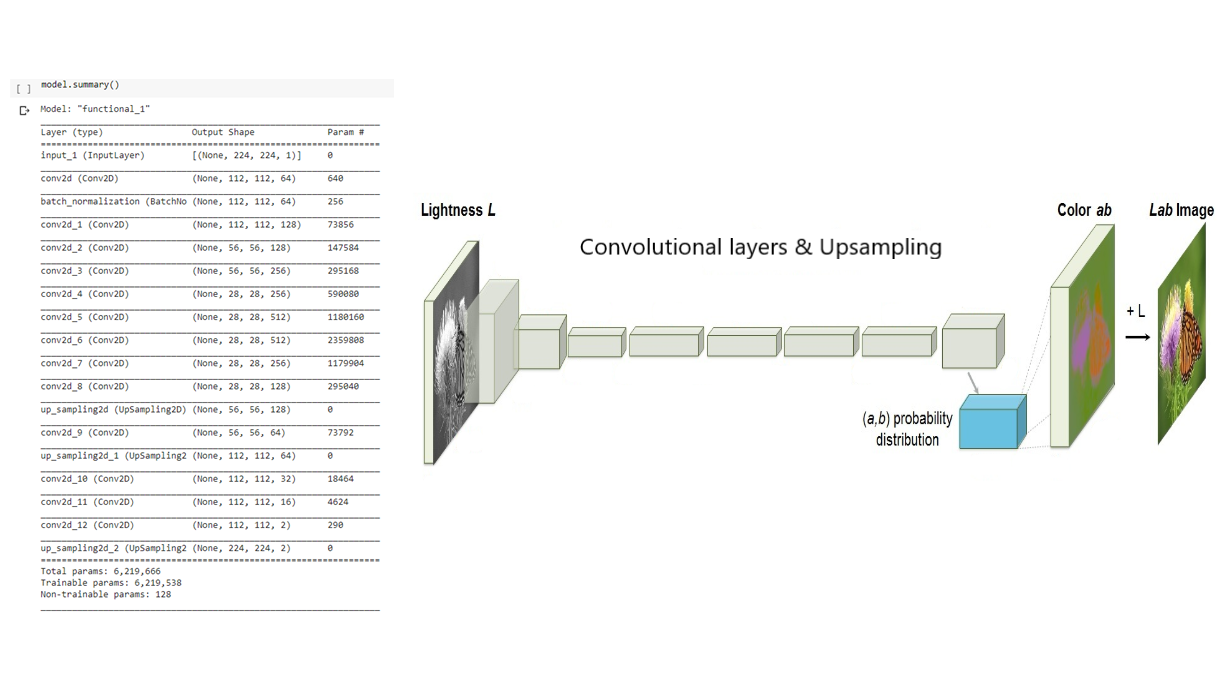 [ ] model.summary()
Model: "functional_1"
Layer (type) Output Shape Param #
input_1 (InputLayer) [(None, 224, 224, 1)] 0
conv2d (Conv2D) (None, 112, 112, 64) 640
batch_normalization (BatchNo (None, 112, 112, 64) 256
conv2d_1 (Conv2D) (None, 112, 112, 128) 73856
conv2d_2 (Conv2D) (None, 56, 56, 128) 147584
conv2d_3 (Conv2D) (None, 56, 56, 256) 295168
conv2d_4 (Conv2D) (None, 28, 28, 256) 590080
conv2d_5 (Conv2D) (None, 28, 28, 512) 1180160
conv2d_6 (Conv2D) (None, 28, 28, 512) 2359808
conv2d_7 (Conv2D) (None, 28, 28, 256) 1179904
conv2d_8 (Conv2D) (None, 28, 28, 128) 295040
up_sampling2d (UpSampling2D) (None, 56, 56, 128) 0
conv2d_9 (Conv2D) (None, 56, 56, 64) 73792
up_sampling2d_1 (UpSampling2 (None, 112, 112, 64) 0
conv2d_10 (Conv2D) (None, 112, 112, 32) 18464
conv2d_11 (Conv2D) (None, 112, 112, 16) 4624
conv2d_12 (Conv2D) (None, 112, 112, 2) 290
up_sampling2d_2 (UpSampling2 (None, 224, 224, 2) 0
Total params: 6,219,666
Trainable params: 6,219,538
Non-trainable params: 128
Lightness L
Convolutional layers & Upsampling
(a,b) probability
distribution
Color ab
+ L
Lab Image